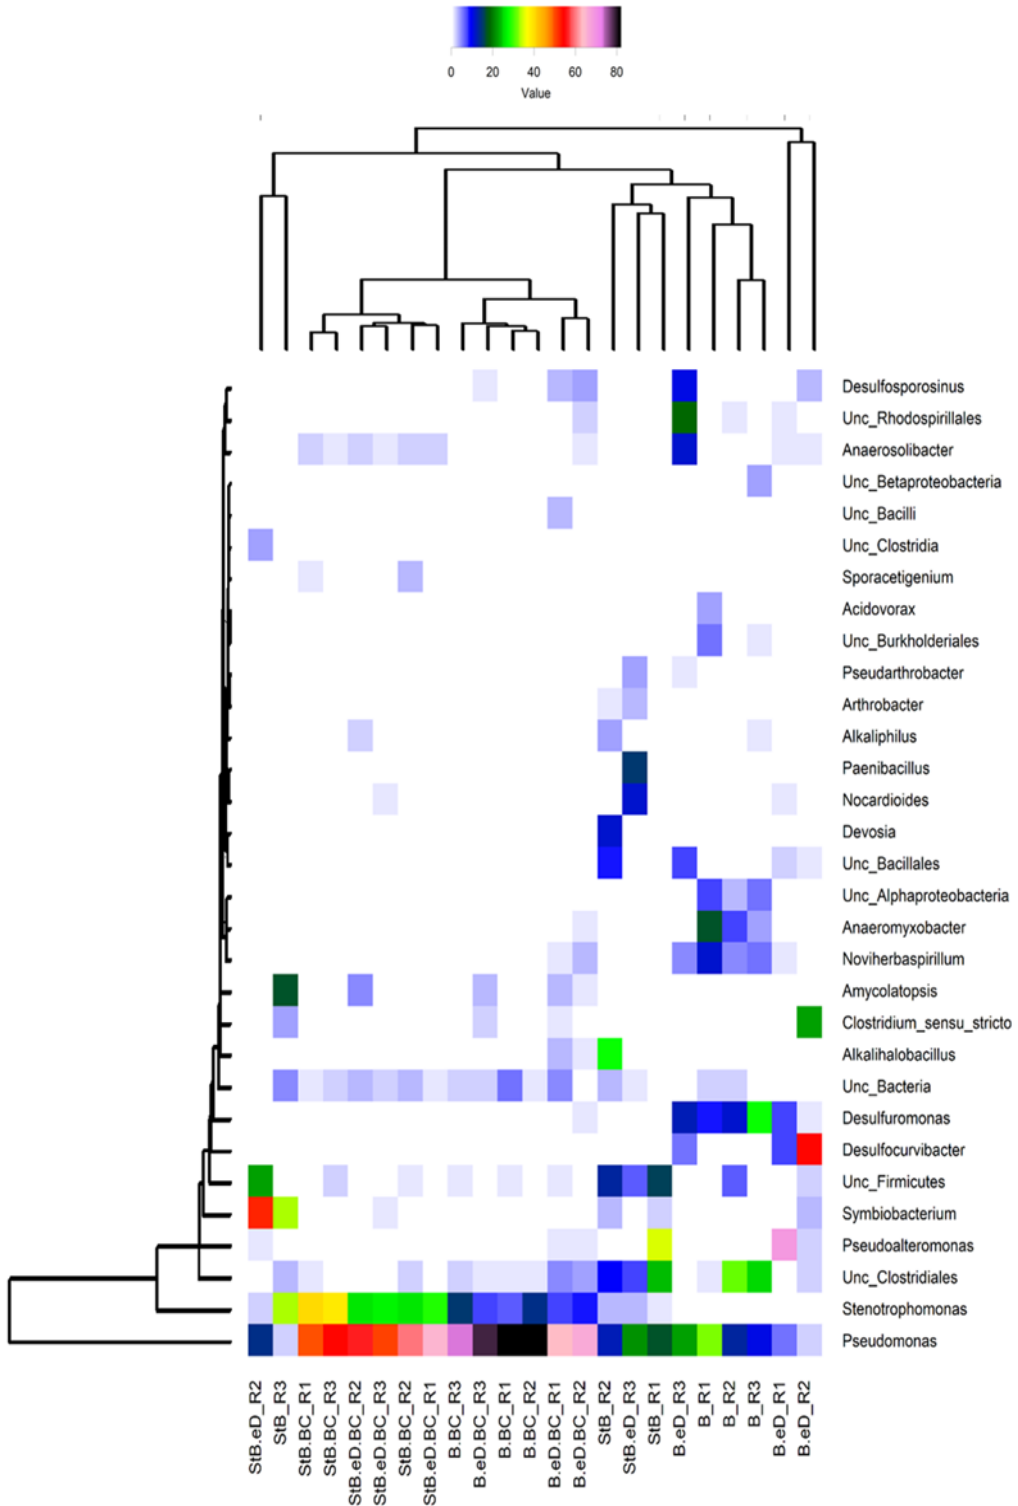 0 20 40 60 80
Value
Desulfosporosinus
Unc_Rhodospirillales
Anaerosolibacter
Unc_Betaproteobacteria
Unc_Bacilli
Unc_Clostridia
Sporacetigenium
Acidovorax
Unc_Burkholderiales
Pseudarthrobacter
Arthrobacter
Alkaliphilus
Paenibacillus
Nocardioides
Devosia
Unc_Bacillales
Unc_Alphaproteobacteria
Anaeromyxobacter
Noviherbaspirillum
Amycolatopsis
Clostridium_sensu_stricto
Alkalihalobacillus
Unc_Bacteria
Desulfuromonas
Desulfocurvibacter
Unc_Firmicutes
Symbiobacterium
Pseudoalteromonas
Unc_Clostridiales
Stenotrophomonas
Pseudomonas
StB.eD_R2
StB_R3
StB.BC_R1
StB.BC_R3
StB.eD.BC_R2
StB.eD.BC_R3
StB.BC_R2
StB.eD.BC_R1
B.BC_R3
B.eD.BC_R3
B.BC_R1
B.BC_R2
B.eD.BC_R1
B.eD.BC_R2
StB_R2
StB.eD_R3
StB_R1
B.eD_R3
B_R1
B_R2
B_R3
B.eD_R1
B.eD_R2